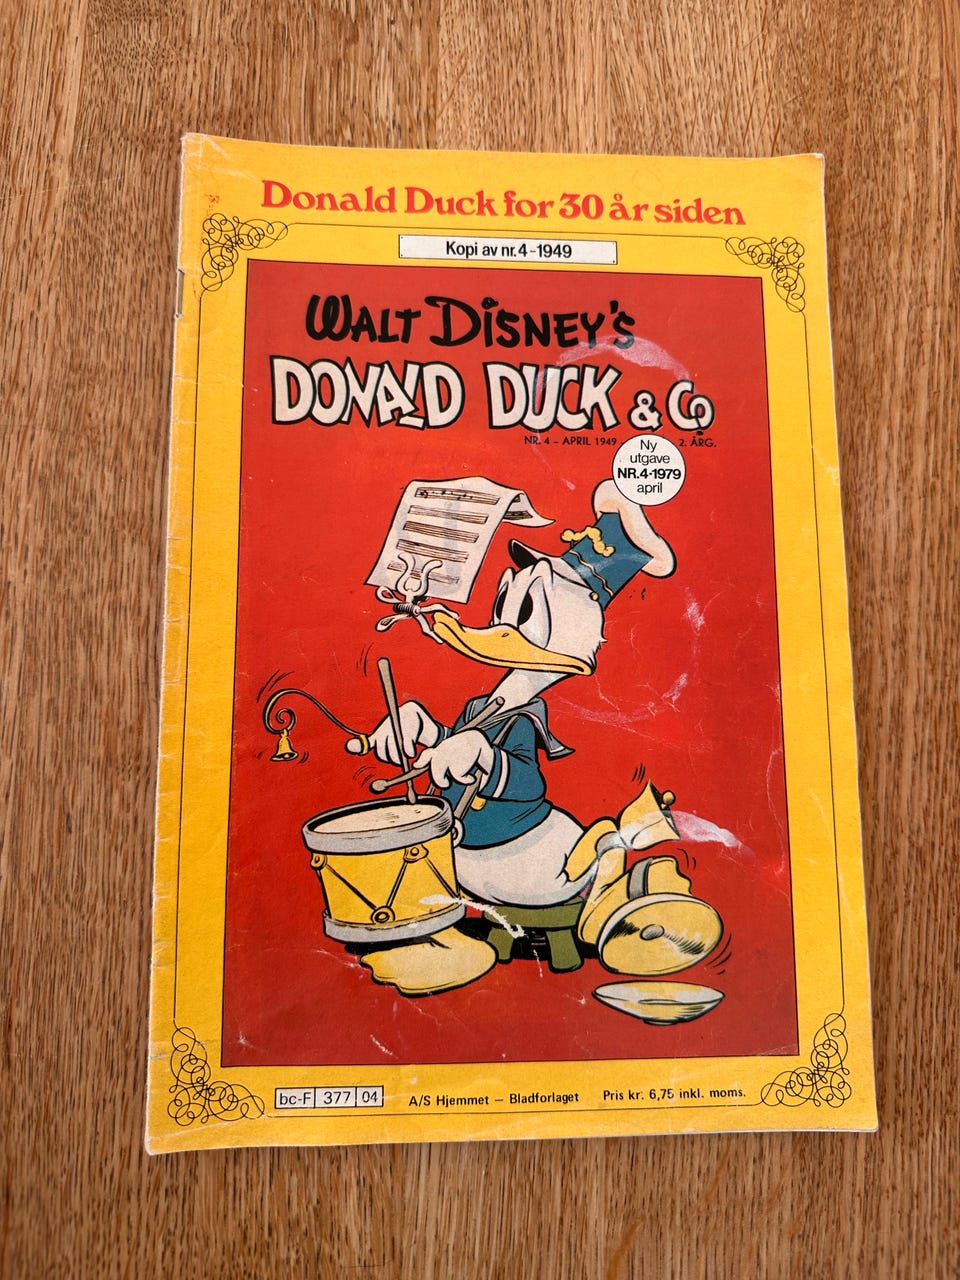 Donald Duck for 30 år siden
Kopi av nr. 4-1949
WALT DISNEY'S
DONALD DUCK & Co
NR. 4 - APRIL 1949 - 2. ÅRG.
Ny
utgave
NR.4-1979
april
bc-F 377 04
A/S Hjemmet — Bladforlaget
Pris kr. 6,75 inkl. moms.